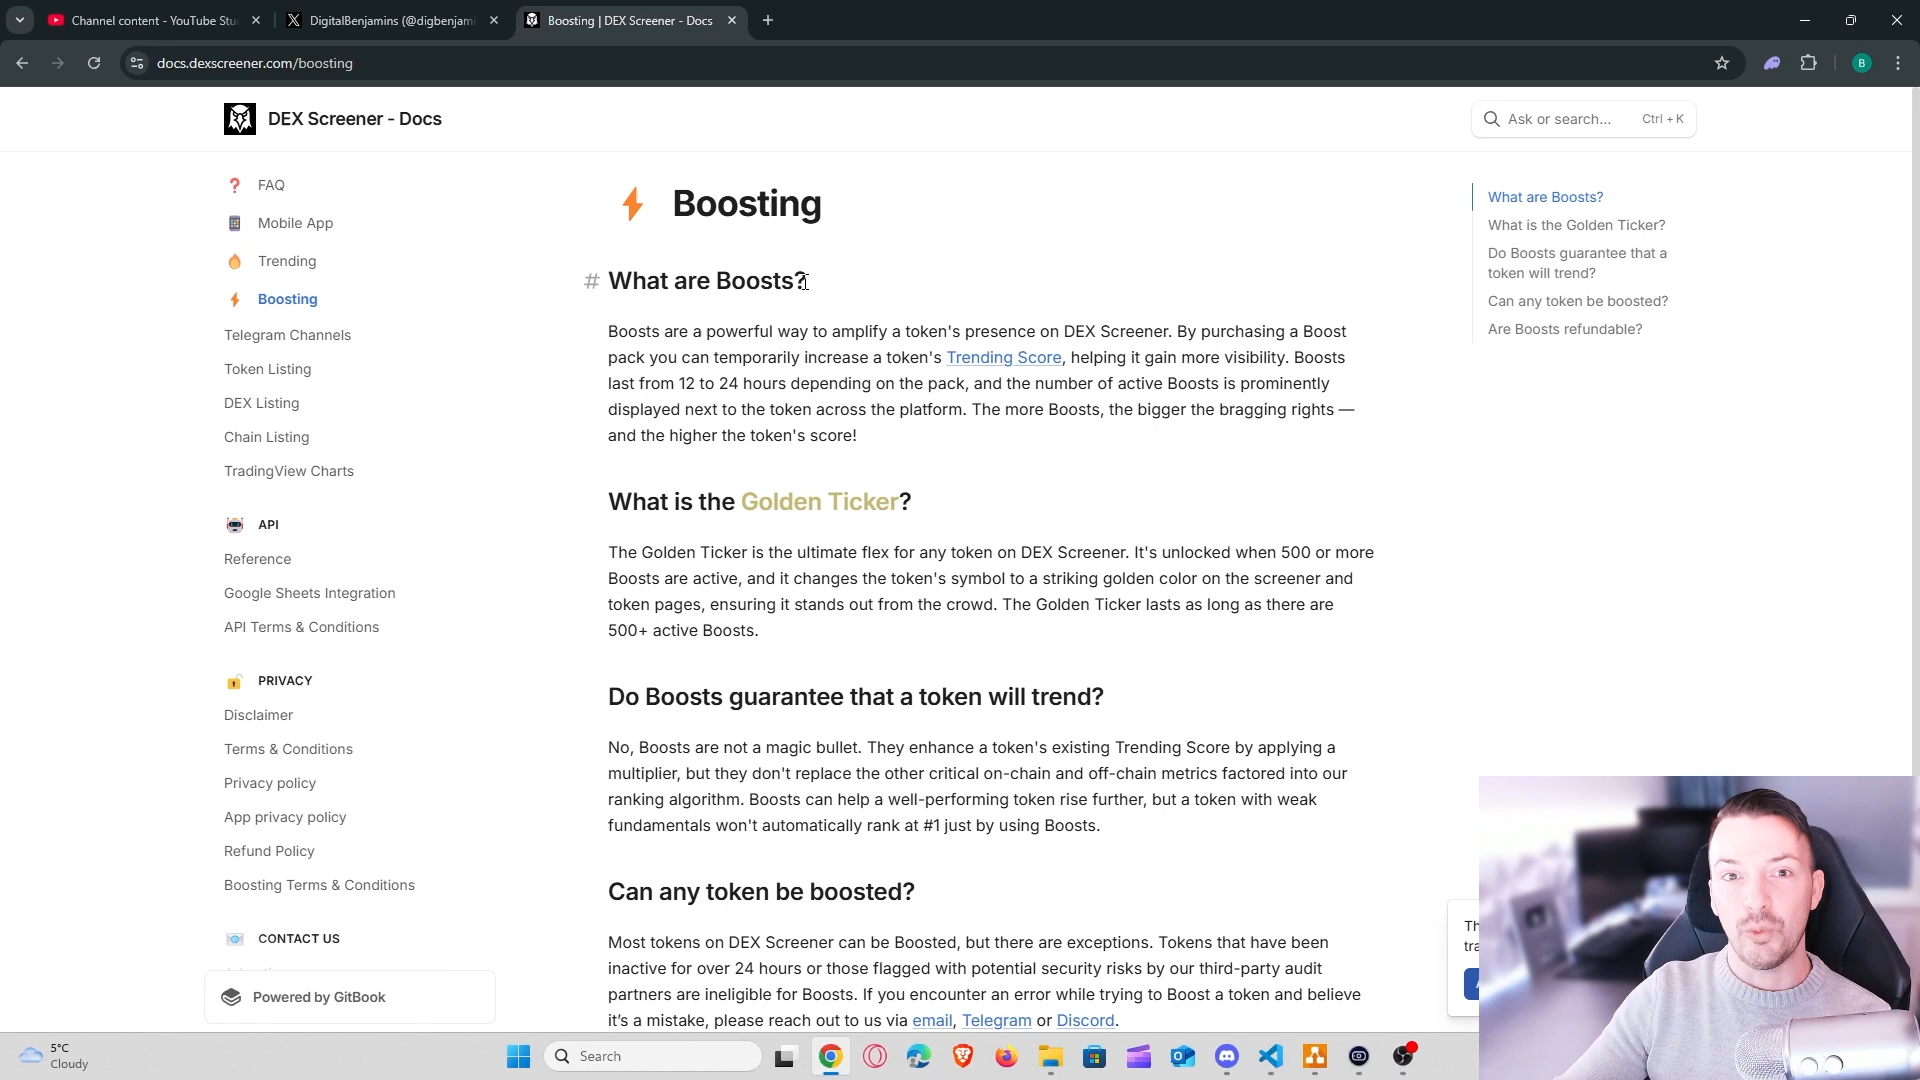 Channel content - YouTube Stu
DigitalBenjamins (@digbenjami
Boosting | DEX Screener - Docs
docs.dexscreener.com/boosting
B
DEX Screener - Docs
Ask or search...
Ctrl + K
FAQ
Mobile App
Trending
Boosting
Telegram Channels
Token Listing
DEX Listing
Chain Listing
TradingView Charts
API
Reference
Google Sheets Integration
API Terms & Conditions
PRIVACY
Disclaimer
Terms & Conditions
Privacy policy
App privacy policy
Refund Policy
Boosting Terms & Conditions
CONTACT US
Powered by GitBook
Boosting
# What are Boosts?
Boosts are a powerful way to amplify a token's presence on DEX Screener. By purchasing a Boost
pack you can temporarily increase a token's Trending Score, helping it gain more visibility. Boosts
last from 12 to 24 hours depending on the pack, and the number of active Boosts is prominently
displayed next to the token across the platform. The more Boosts, the bigger the bragging rights —
and the higher the token's score!
What is the Golden Ticker?
The Golden Ticker is the ultimate flex for any token on DEX Screener. It's unlocked when 500 or more
Boosts are active, and it changes the token's symbol to a striking golden color on the screener and
token pages, ensuring it stands out from the crowd. The Golden Ticker lasts as long as there are
500+ active Boosts.
Do Boosts guarantee that a token will trend?
No, Boosts are not a magic bullet. They enhance a token's existing Trending Score by applying a
multiplier, but they don't replace the other critical on-chain and off-chain metrics factored into our
ranking algorithm. Boosts can help a well-performing token rise further, but a token with weak
fundamentals won't automatically rank at #1 just by using Boosts.
Can any token be boosted?
Most tokens on DEX Screener can be Boosted, but there are exceptions. Tokens that have been
inactive for over 24 hours or those flagged with potential security risks by our third-party audit
partners are ineligible for Boosts. If you encounter an error while trying to Boost a token and believe
it's a mistake, please reach out to us via email, Telegram or Discord.
What are Boosts?
What is the Golden Ticker?
Do Boosts guarantee that a
token will trend?
Can any token be boosted?
Are Boosts refundable?
Th
tra
5°C
Cloudy
Search